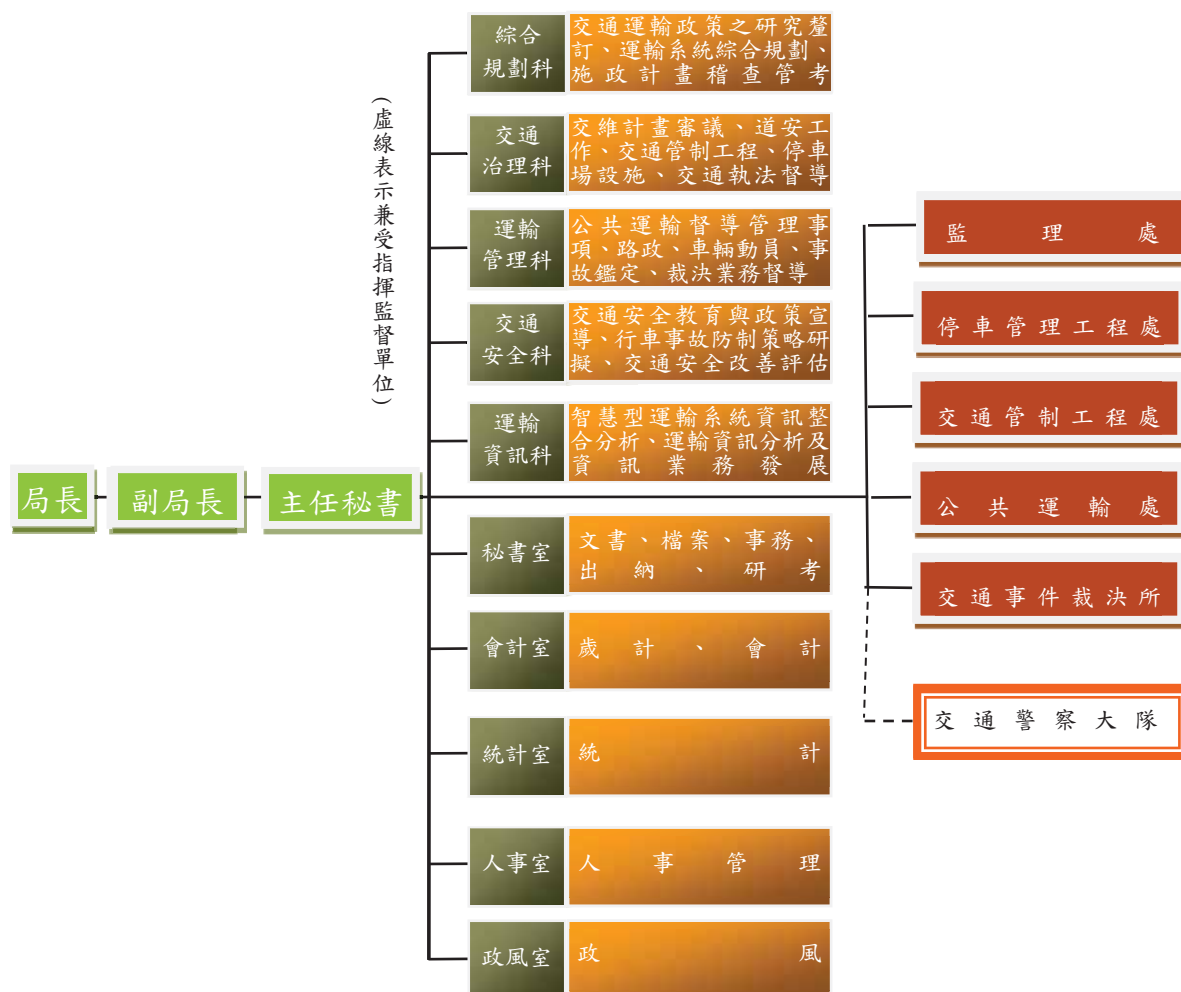 (虛線表示兼受指揮監督單位)
局長
副局長
主任秘書
綜合
規劃科
交通運輸政策之研究釐
訂、運輸系統綜合規劃、
施政計畫稽查管考
交通
治理科
交維計畫審議、道安工
作、交通管制工程、停車
場設施、交通執法督導
運輸
管理科
公共運輸督導管理事
項、路政、車輛動員、事
故鑑定、裁決業務督導
交通
安全科
交通安全教育與政策宣
導、行車事故防制策略研
擬、交通安全改善評估
運輸
資訊科
智慧型運輸系統資訊整
合分析、運輸資訊分析及
資訊業務發展
秘書室
文書、檔案、事務、
出納、研考
會計室
歲計、會計
統計室
統計
人事室
人事管理
政風室
政風
監理處
停車管理工程處
交通管制工程處
公共運輸處
交通事件裁決所
交通警察大隊